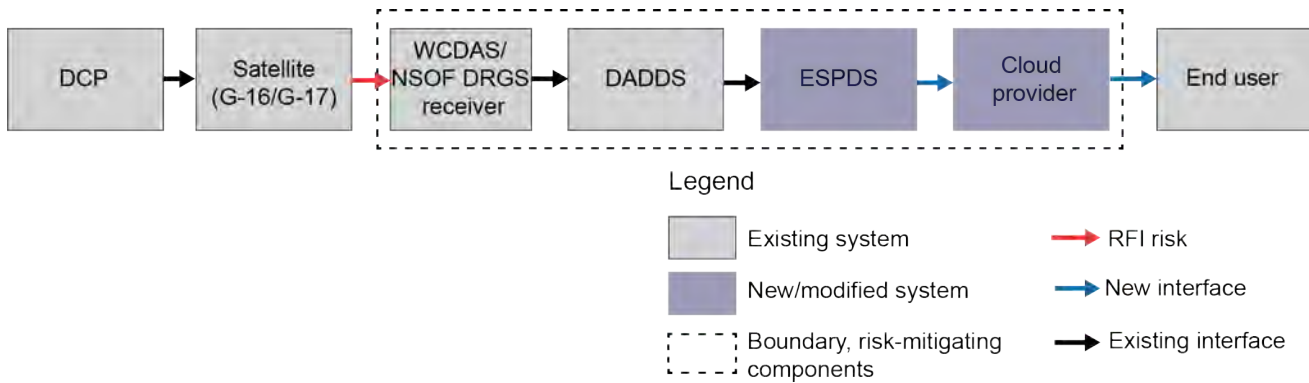 DCP
Satellite
(G-16/G-17)
WCDAS/
NSOF DRGS
receiver
DADDS
ESPDS
Cloud
provider
End user
Legend
Existing system
RFI risk
New/modified system
New interface
Boundary, risk-mitigating
components
Existing interface